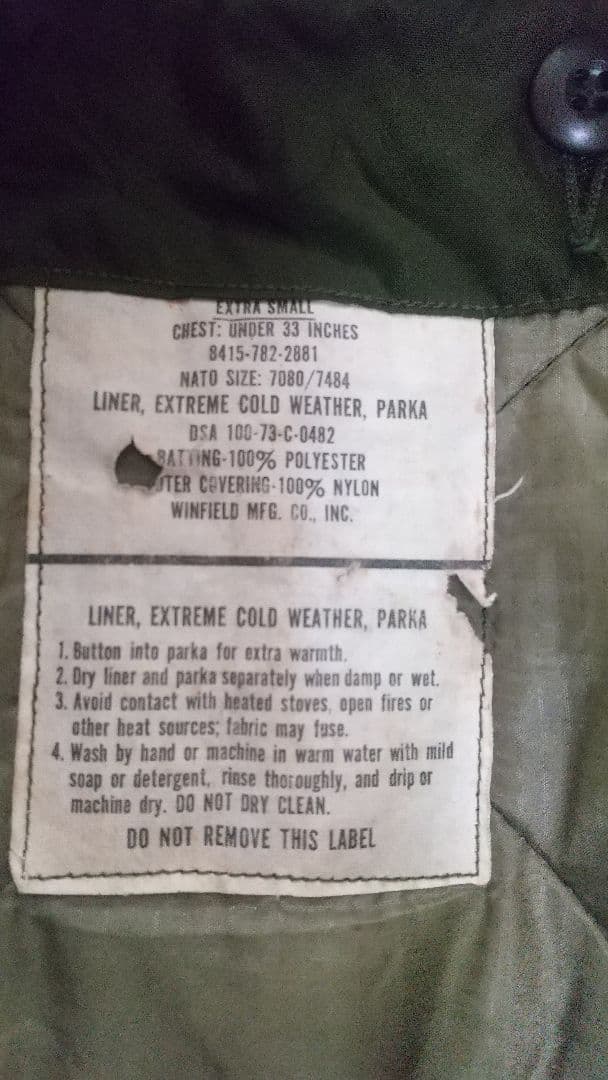 EXTRA SMALL
CHEST: UNDER 33 INCHES
8415-782-2881
NATO SIZE: 7080/7484
LINER, EXTREME COLD WEATHER, PARKA
DSA 100-73-C-0482
BATTING-100% POLYESTER
UTER COVERING-100% NYLON
WINFIELD MFG. CO., INC.
LINER, EXTREME COLD WEATHER, PARKA
1. Button into parka for extra warmth.
2. Dry liner and parka separately when damp or wet.
3. Avoid contact with heated stoves, open fires or
other heat sources; fabric may fuse.
4. Wash by hand or machine in warm water with mild
soap or detergent, rinse thoroughly, and drip or
machine dry. DO NOT DRY CLEAN.
DO NOT REMOVE THIS LABEL